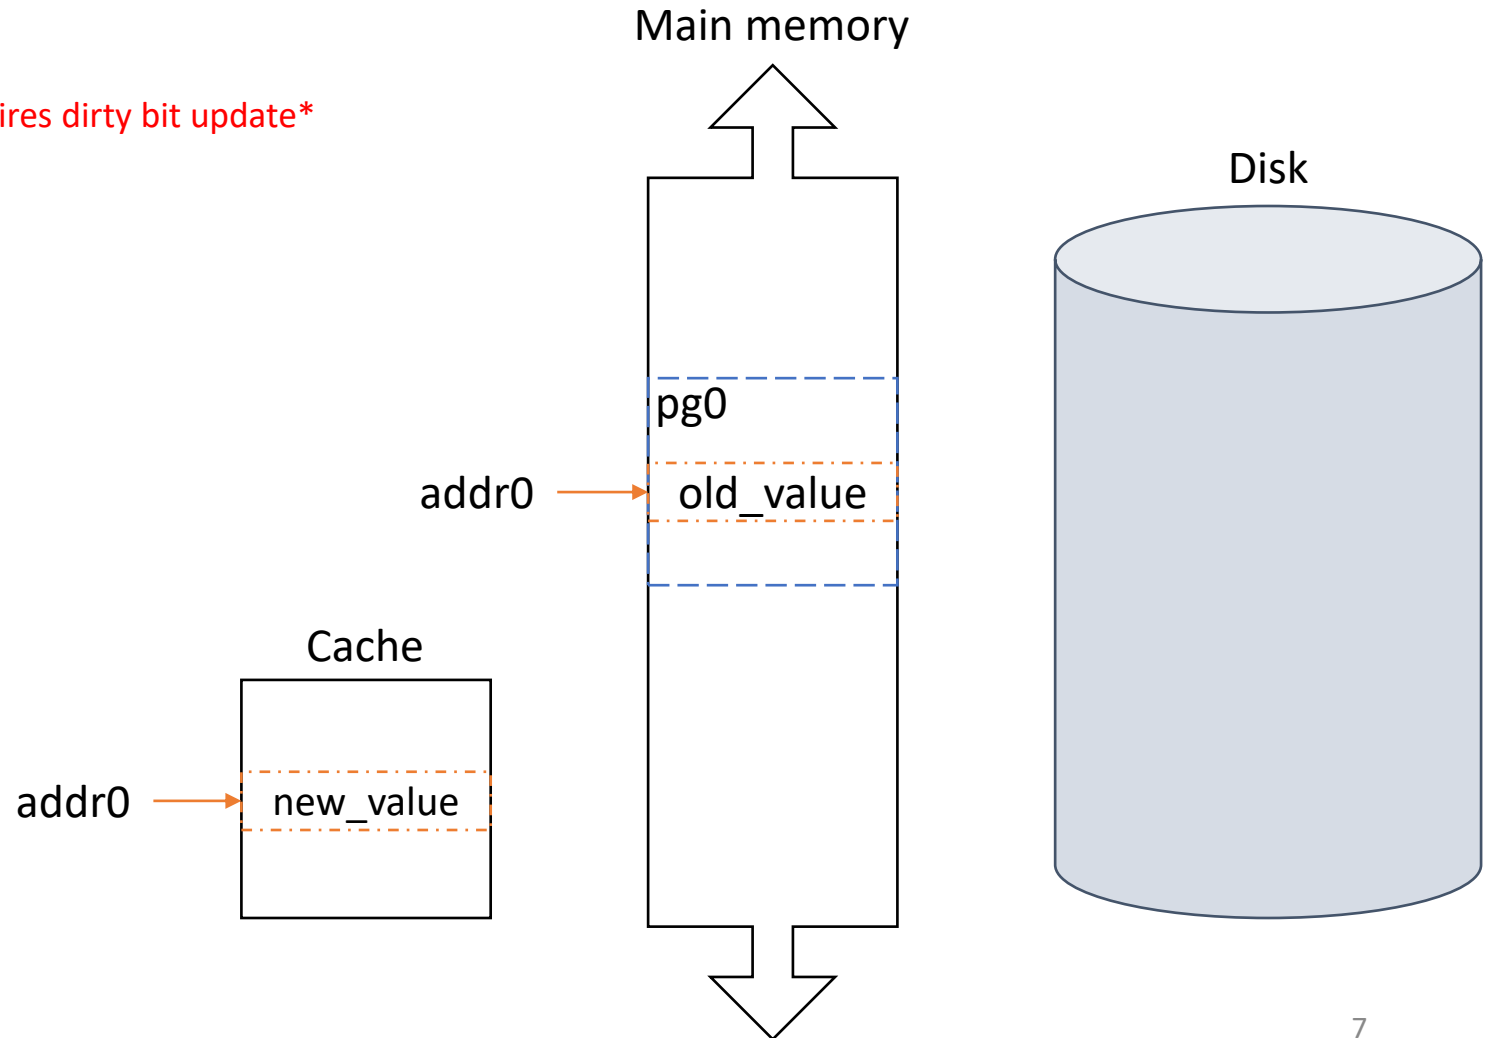 Main memory
ires dirty bit update*
Disk
pg0
addr0
old_value
Cache
addr0
new_value
7